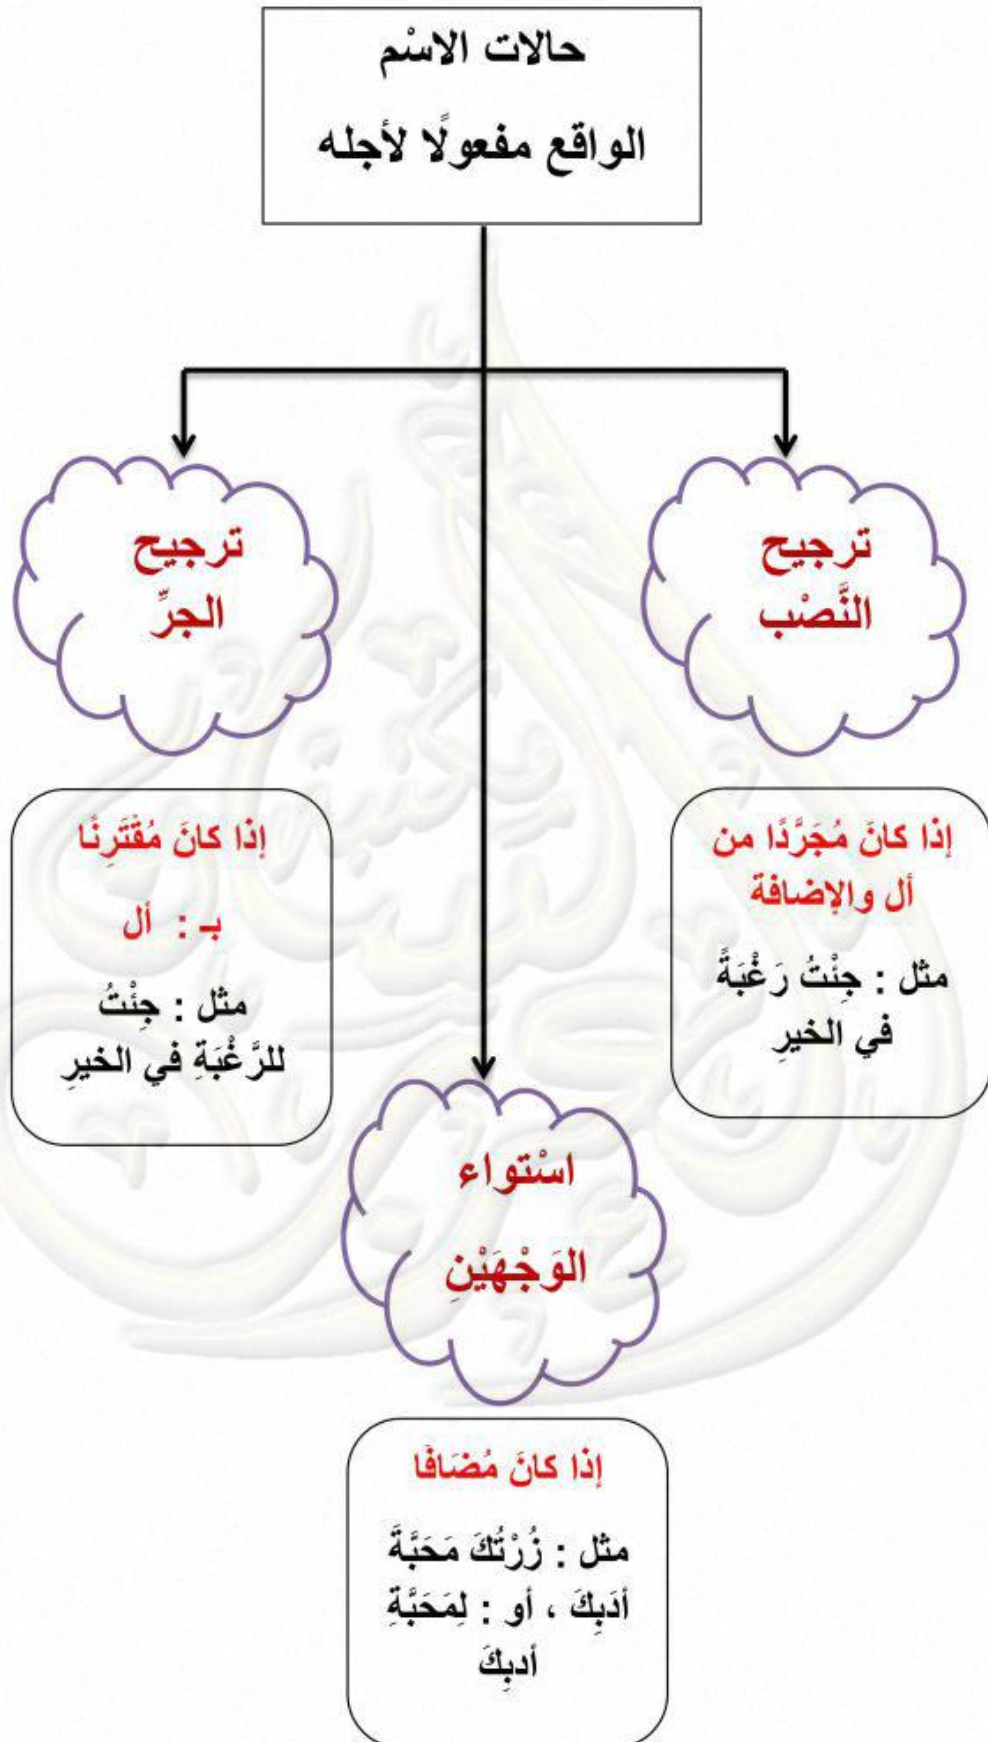 حالات الاسْم
الواقع مفعولًا لأجله
ترجيح
النَّصْب
إذا كانَ مُجَرَّدًا من
أل والإضافة
مثل : جِئْتُ رَغْبَةً
في الخيرِ
ترجيح
الجرِّ
إذا كانَ مُقْتَرِنًا
بـ : أل
مثل : جِئْتُ
للرَّغْبَةِ في الخيرِ
اسْتواء
الوَجْهَيْنِ
إذا كانَ مُضَافًا
مثل : زُرْتُكَ مَحَبَّةَ
أدَبِكَ ، أو : لِمَحَبَّةِ
أدبِكَ